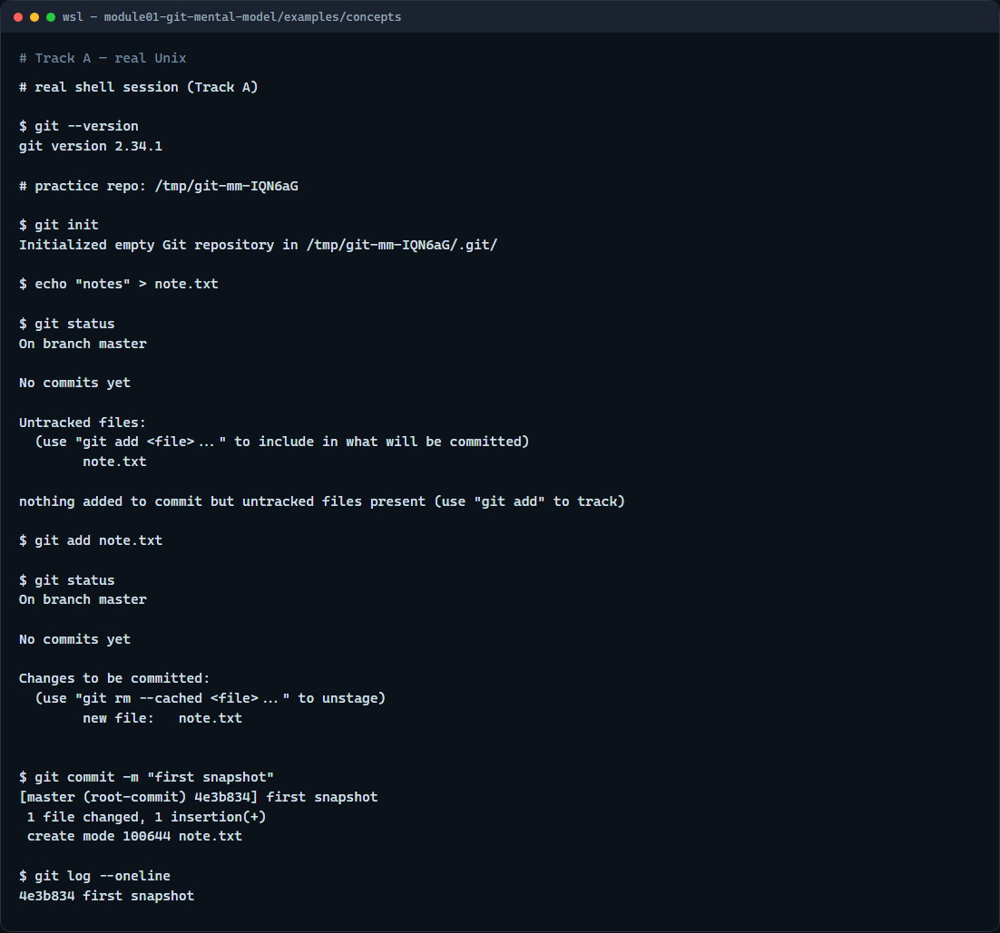 wsl — module01-git-mental-model/examples/concepts
# Track A — real Unix
# real shell session (Track A)
$ git --version
git version 2.34.1
# practice repo: /tmp/git-mm-IQN6aG
$ git init
Initialized empty Git repository in /tmp/git-mm-IQN6aG/.git/
$ echo "notes" > note.txt
$ git status
On branch master
No commits yet
Untracked files:
  (use "git add <file>..." to include in what will be committed)
        note.txt
nothing added to commit but untracked files present (use "git add" to track)
$ git add note.txt
$ git status
On branch master
No commits yet
Changes to be committed:
  (use "git rm --cached <file>..." to unstage)
        new file:   note.txt
$ git commit -m "first snapshot"
[master (root-commit) 4e3b834] first snapshot
 1 file changed, 1 insertion(+)
 create mode 100644 note.txt
$ git log --oneline
4e3b834 first snapshot